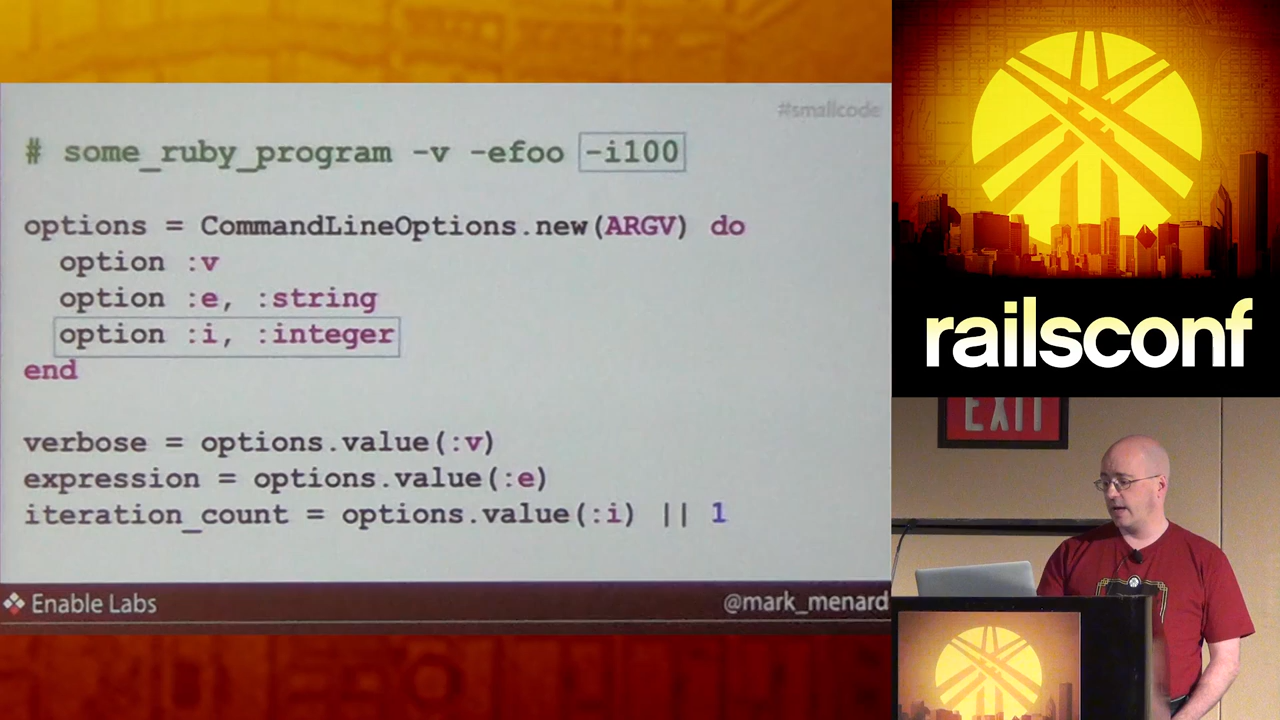 #smallcode
# some_ruby_program -v -efoo -i100
options = CommandLineOptions.new(ARGV) do
option :v
option :e, :string
option :i, :integer
end
verbose = options.value(:v)
expression = options.value(:e)
iteration_count = options.value(:i) || 1
Enable Labs
@mark_menard
railsconf
EXIT